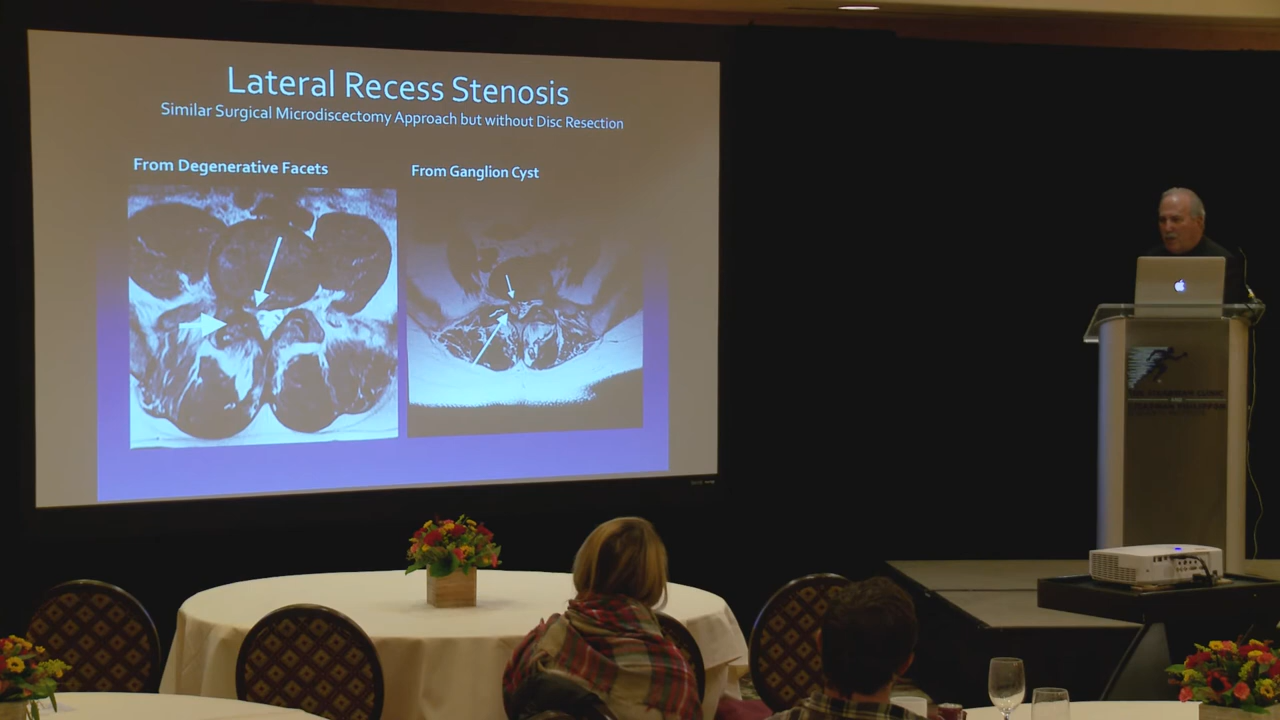 Lateral Recess Stenosis
Similar Surgical Microdiscectomy Approach but without Disc Resection
From Degenerative Facets
From Ganglion Cyst